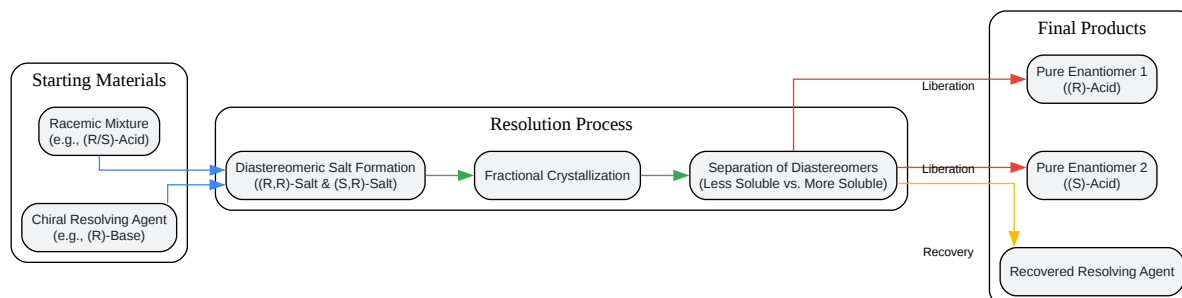 Starting Materials
Racemic Mixture
(e.g., (R/S)-Acid)
Chiral Resolving Agent
(e.g., (R)-Base)
Resolution Process
Diastereomeric Salt Formation
((R,R)-Salt & (S,R)-Salt)
Fractional Crystallization
Separation of Diastereomers
(Less Soluble vs. More Soluble)
Liberation
Liberation
Recovery
Final Products
Pure Enantiomer 1
((R)-Acid)
Pure Enantiomer 2
((S)-Acid)
Recovered Resolving Agent